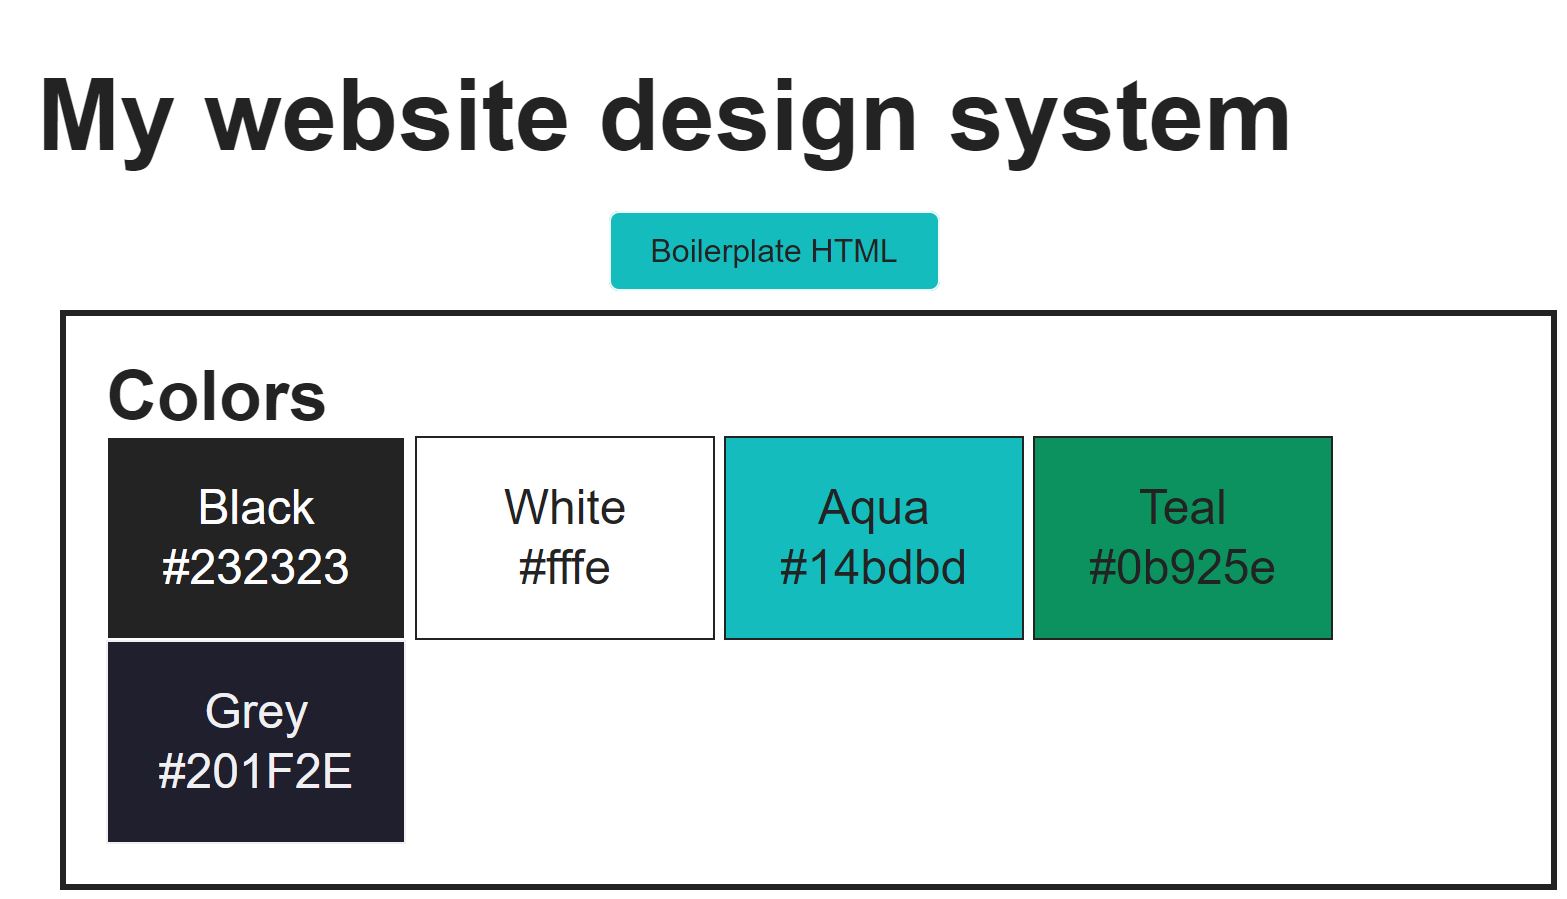 My website design system
Boilerplate HTML
Colors
Black
#232323
White
#fffe
Aqua
#14bdbd
Teal
#0b925e
Grey
#201F2E